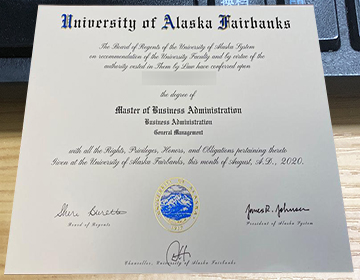 University of Alaska Fairbanks
The Board of Regents of the University of Alaska System
on recommendation of the University Faculty and by virtue of the
authority vested in Them by Law have conferred upon
the degree of
Master of Business Administration
Business Administration
General Management
with all the Rights, Privileges, Honors, and Obligations pertaining thereto
Given at the University of Alaska Fairbanks, this month of August, A.D., 2020.
Board of Regents
President of Alaska System
Chancellor, University of Alaska Fairbanks